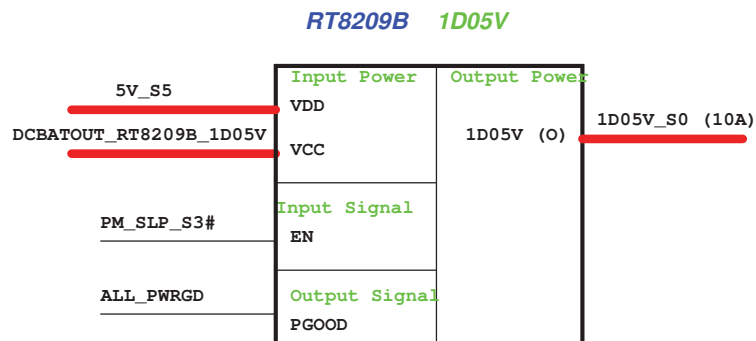 RT8209B 1D05V
Input Power Output Power
5V_S5
VDD
1D05V_S0 (10A)
DCBATOUT_RT8209B_1D05V
1D05V (O)
VCC
Input Signal
PM_SLP_S3#
EN
ALL_PWRGD
Output Signal
PGOOD